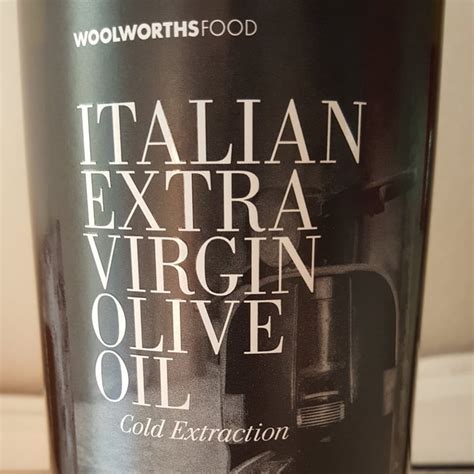 WOOLWORTHSFOOD
ITALIAN
EXTRA
VIRGIN
OLIVE
OIL
Cold Extraction